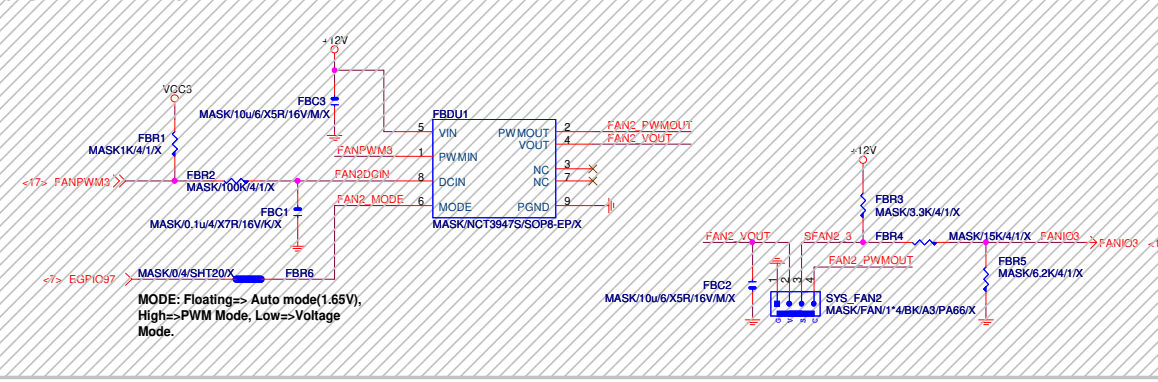 +12V
VCC3
FBC3
MASK/10u/6/X5R/16V/M/X
FBDU1
FBR1
MASK1K/4/1/X
5
VIN
PWMOUT
2
FAN2_PWMOUT
VOUT
4
FAN2_VOUT
FANPWM3
1
PWMIN
NC
3
NC
7
<17> FANPWM3
FBR2
MASK/100K/4/1/X
FAN2DCIN
8
DCIN
FAN2_MODE
6
MODE
PGND
9
MASK/NCT3947S/SOP8-EP/X
FBC1
MASK/0.1u/4/X7R/16V/K/X
<7> EGPIO97
MASK/0/4/SHT20/X
FBR6
MODE: Floating=> Auto mode(1.65V),
High=>PWM Mode, Low=>Voltage
Mode.
+12V
FBR3
MASK/3.3K/4/1/X
FAN2_VOUT
SFAN2_3
FBR4
MASK/15K/4/1/X
FANIO3
FANIO3
FAN2_PWMOUT
FBR5
MASK/6.2K/4/1/X
FBC2
MASK/10u/6/X5R/16V/M/X
1
2
3
4
SYS_FAN2
MASK/FAN/1*4/BK/A3/PA66/X
G
V
S
C